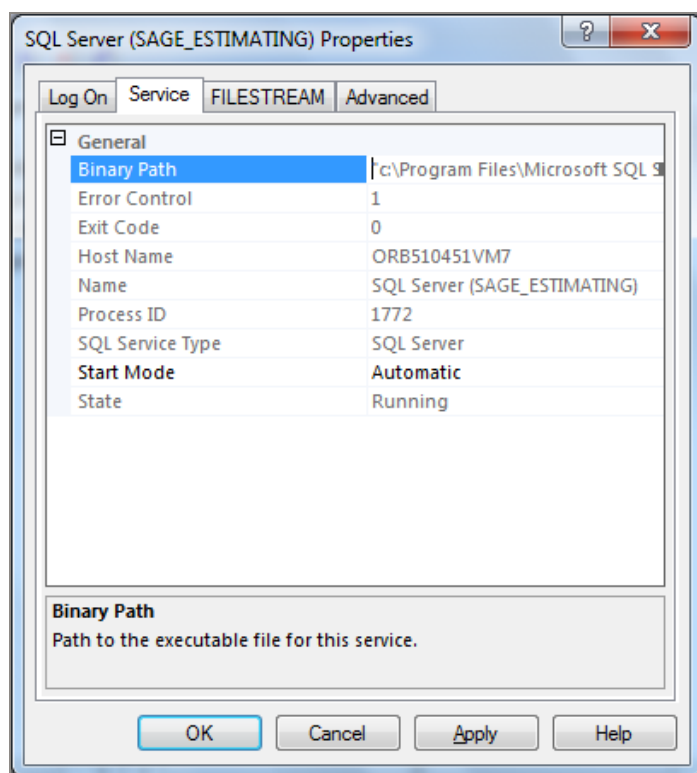 SQL Server (SAGE_ESTIMATING) Properties
Log On Service FILESTREAM Advanced
General
Binary Path "c:\Program Files\Microsoft SQL
Error Control 1
Exit Code 0
Host Name ORB510451VM7
Name SQL Server (SAGE_ESTIMATING)
Process ID 1772
SQL Service Type SQL Server
Start Mode Automatic
State Running
Binary Path
Path to the executable file for this service.
OK Cancel Apply Help